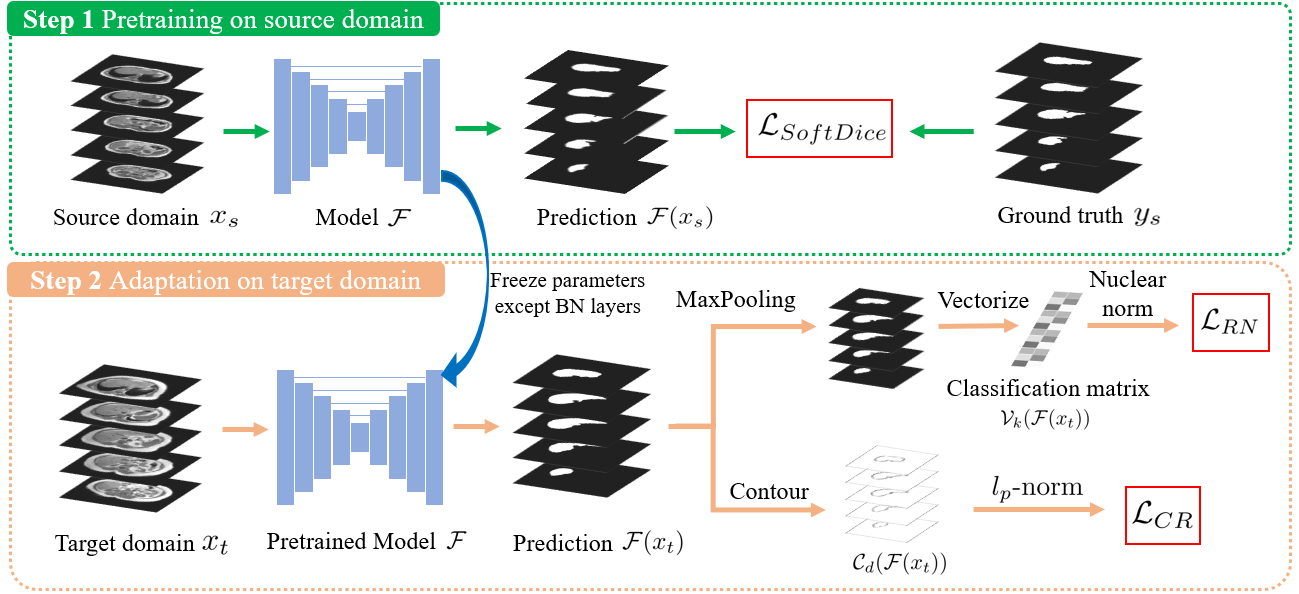 Step 1 Pretraining on source domain
$\mathcal{L}_{SoftDice}$
Source domain $x_s$
Model $\mathcal{F}$
Prediction $\mathcal{F}(x_s)$
Ground truth $y_s$
Step 2 Adaptation on target domain
Freeze parameters
except BN layers
MaxPooling
Vectorize
Nuclear
norm
$\mathcal{L}_{RN}$
Classification matrix
$\mathcal{V}_k(\mathcal{F}(x_t))$
Contour
$l_p$-norm
$\mathcal{L}_{CR}$
Target domain $x_t$
Pretrained Model $\mathcal{F}$
Prediction $\mathcal{F}(x_t)$
$\mathcal{C}_d(\mathcal{F}(x_t))$